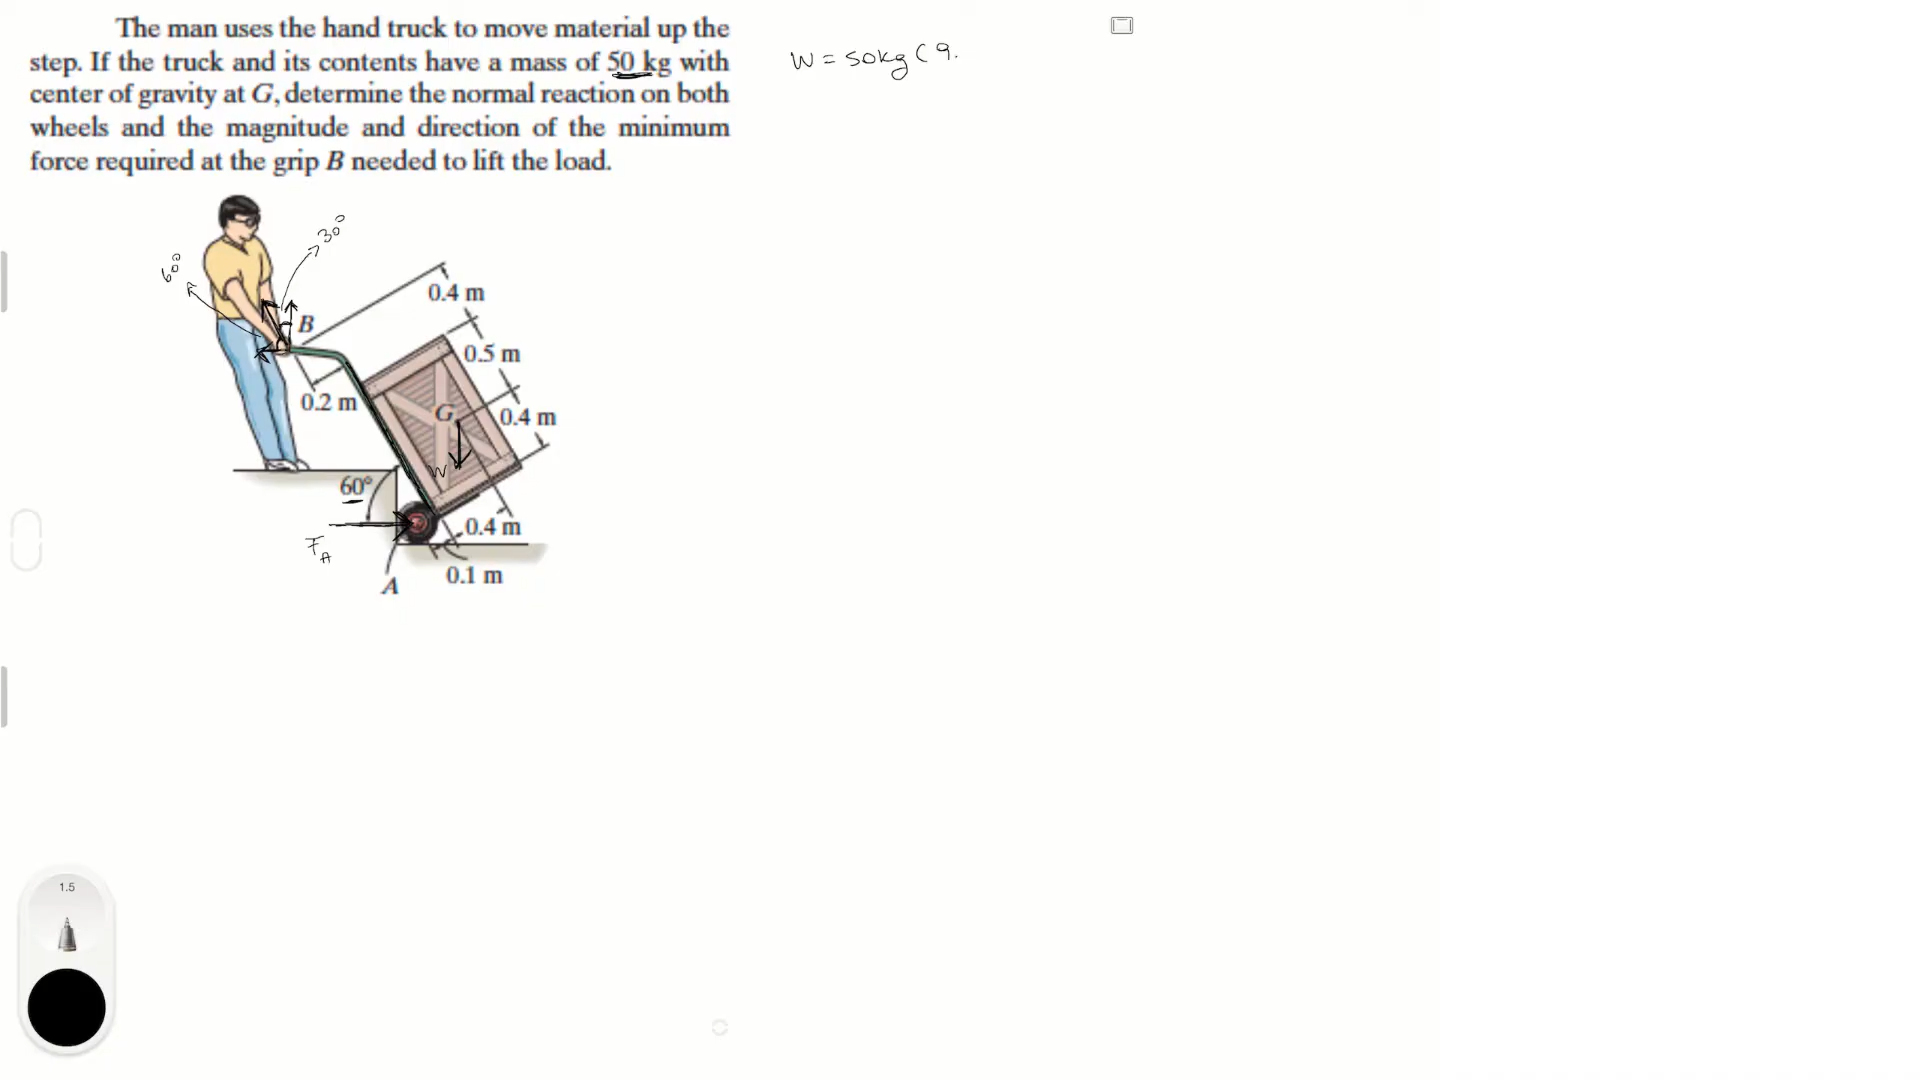 The man uses the hand truck to move material up the
step. If the truck and its contents have a mass of 50 kg with
center of gravity at G, determine the normal reaction on both
wheels and the magnitude and direction of the minimum
force required at the grip B needed to lift the load.
W = 50kg (9.
30°
60°
0.4 m
B
0.5 m
0.2 m
G
0.4 m
W
60°
0.4 m
F_A
0.1 m
A
1.5